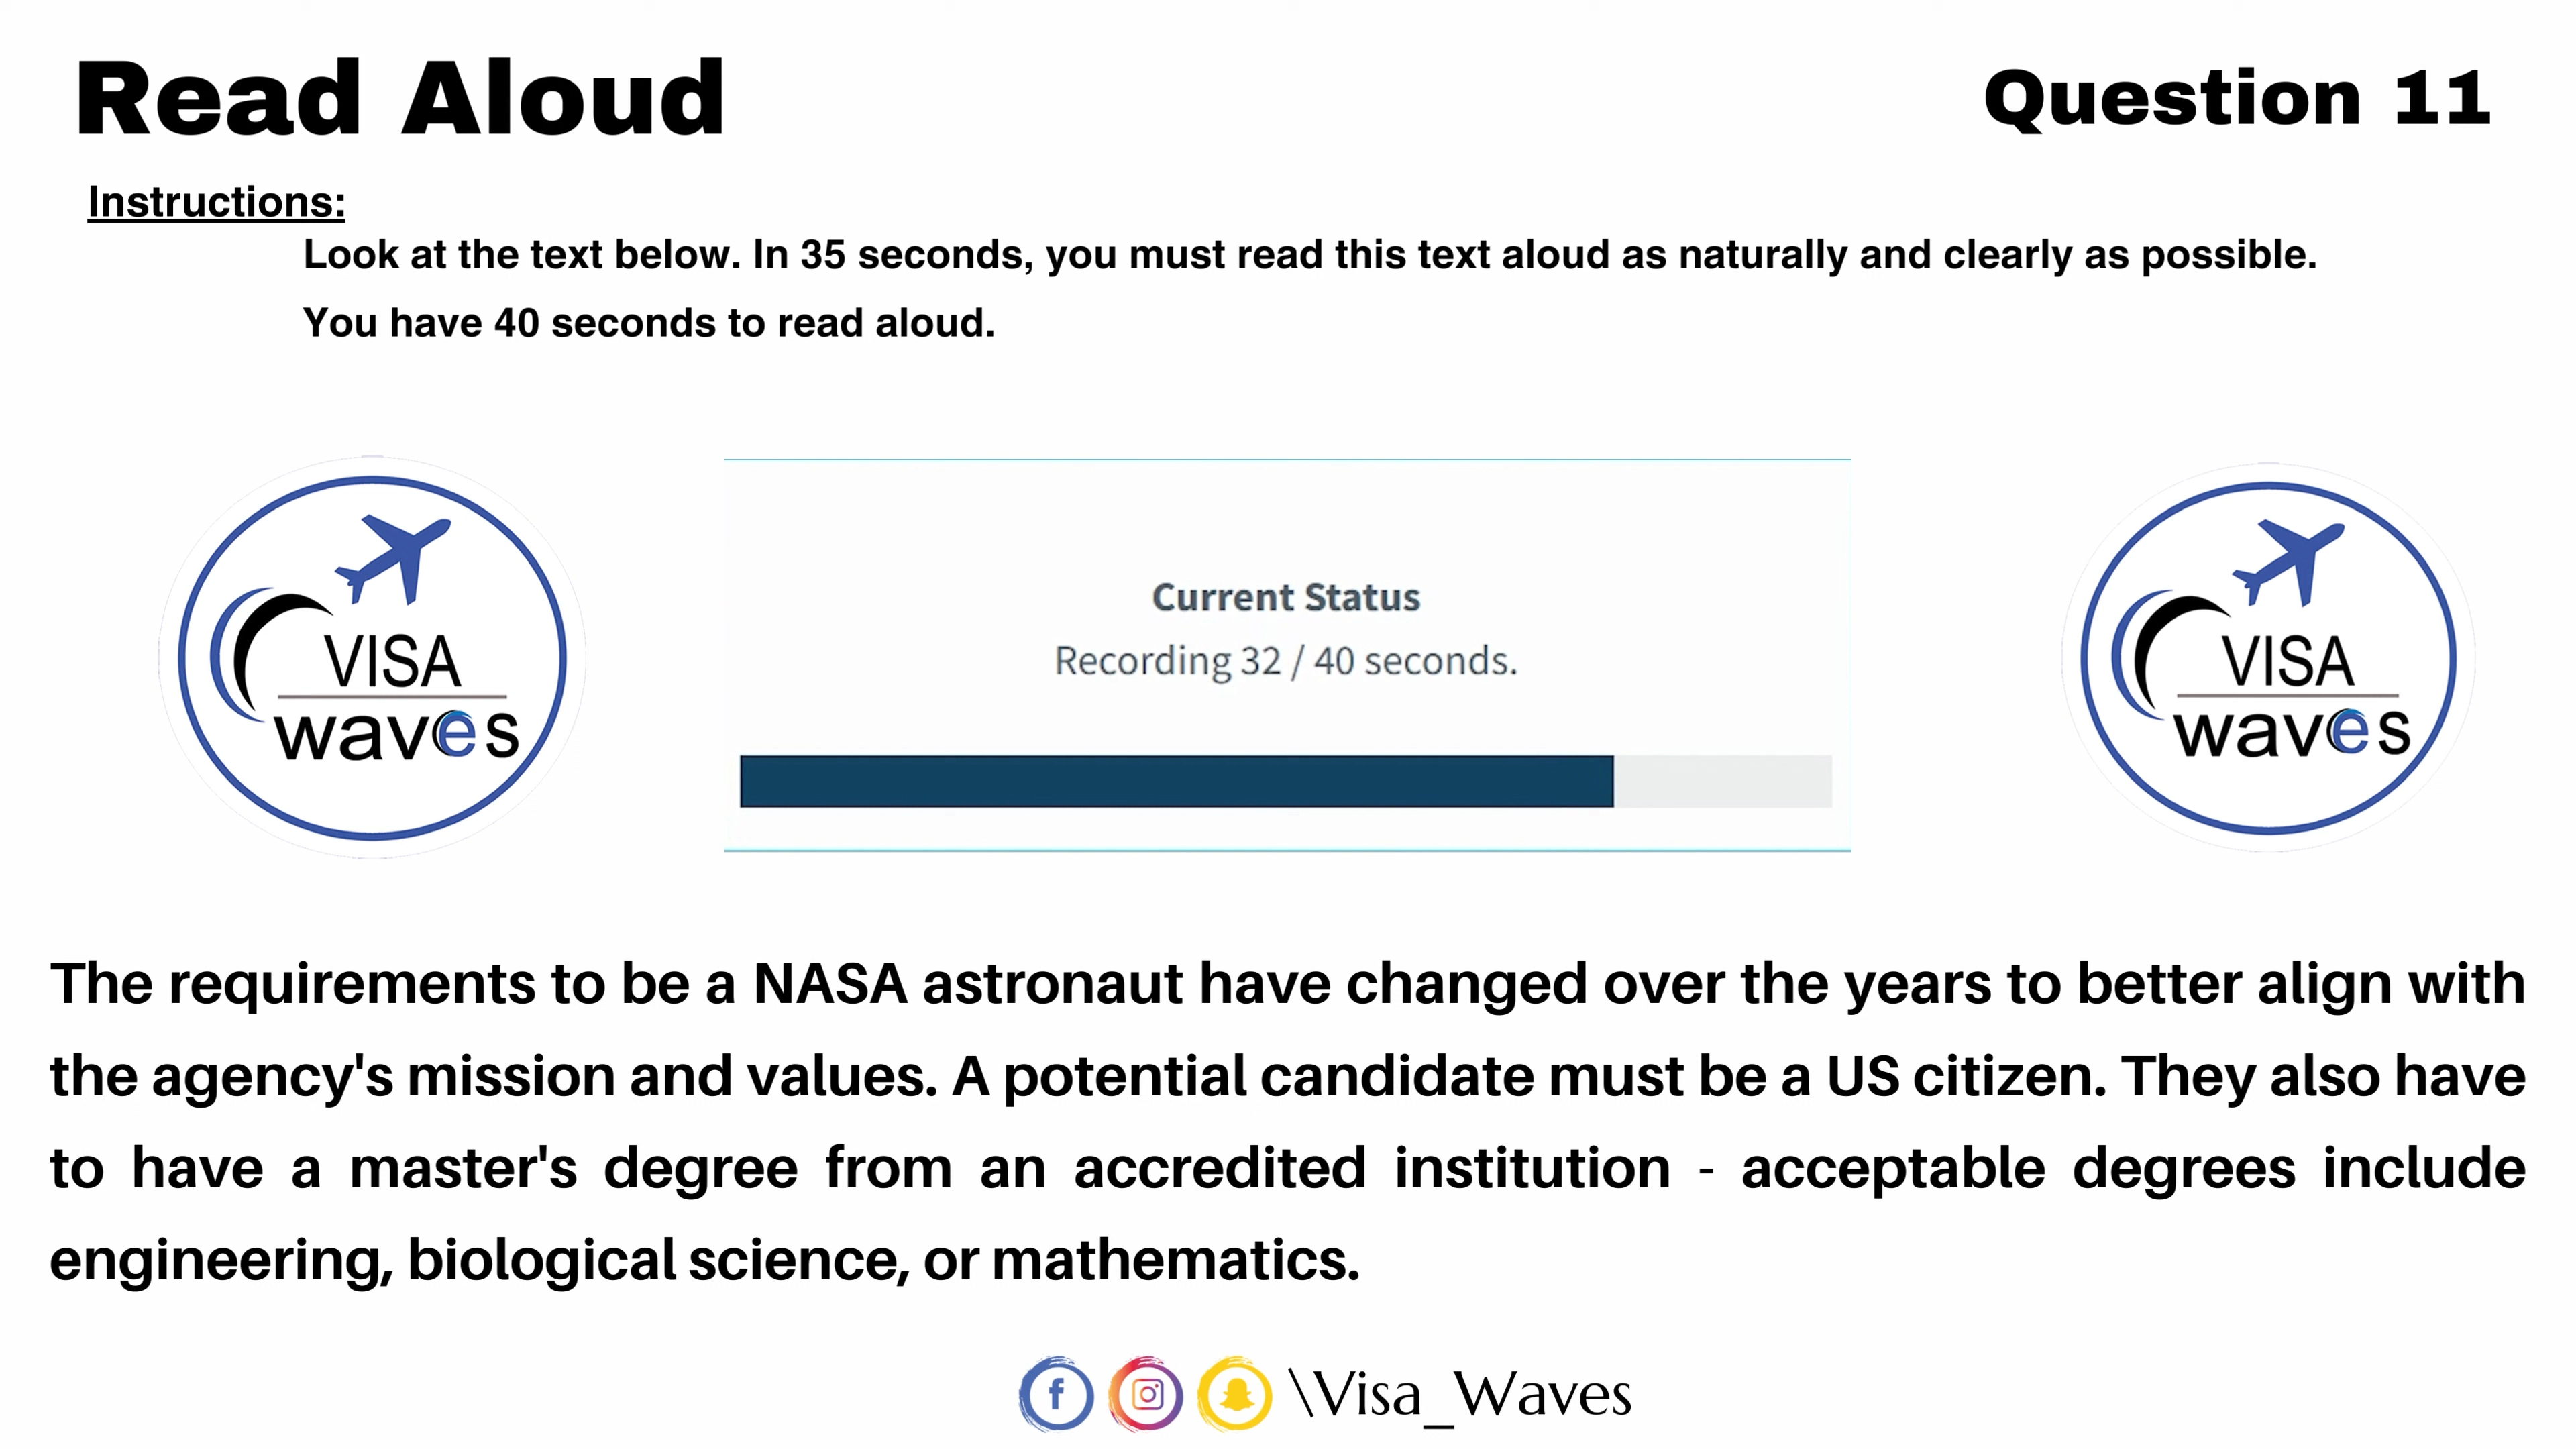 Read Aloud
Question 11
Instructions:
Look at the text below. In 35 seconds, you must read this text aloud as naturally and clearly as possible.
You have 40 seconds to read aloud.
VISA
waves
Current Status
Recording 32 / 40 seconds.
VISA
waves
The requirements to be a NASA astronaut have changed over the years to better align with
the agency's mission and values. A potential candidate must be a US citizen. They also have
to have a master's degree from an accredited institution - acceptable degrees include
engineering, biological science, or mathematics.
\Visa_Waves